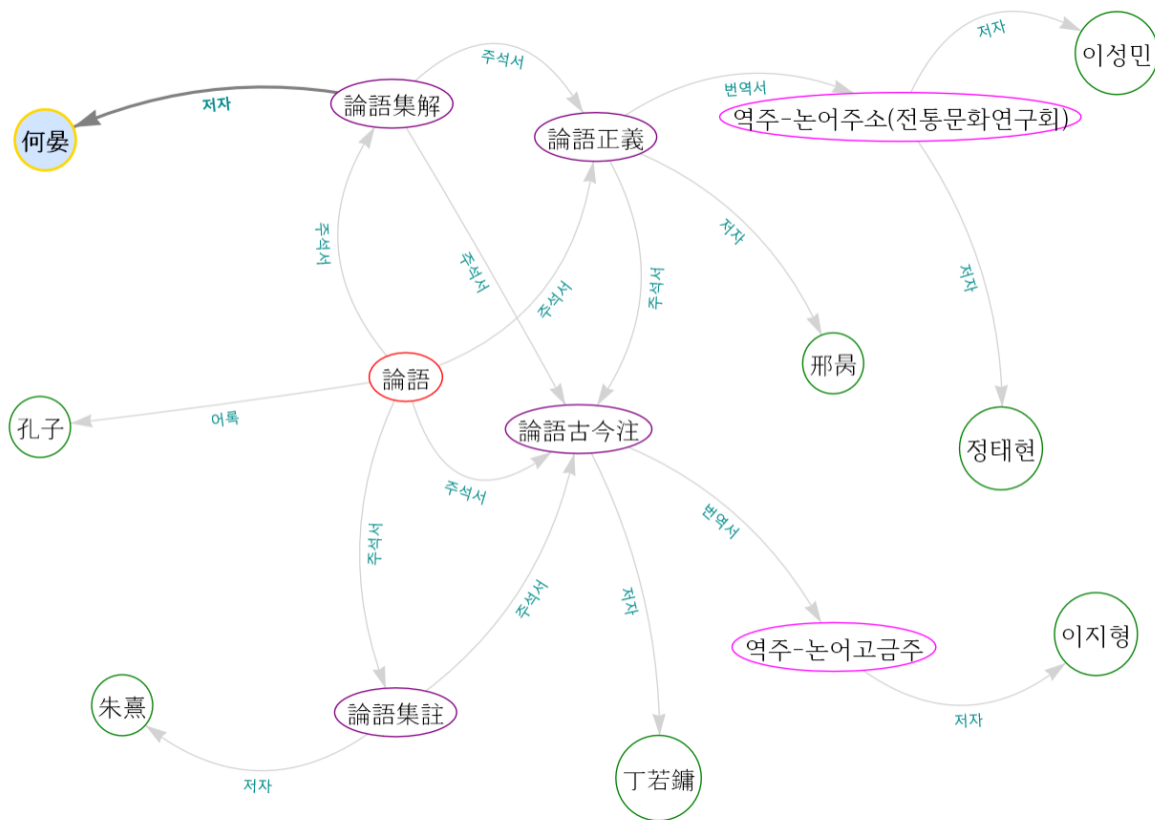 주석서
이성민
저자
저자
論語集解
번역서
역주-논어주소(전통문화연구회)
何晏
論語正義
주석서
주석서
저자
주석서
주석서
저자
邢昺
論語
어록
孔子
論語古今注
정태현
주석서
번역서
주석서
주석서
저자
이지형
역주-논어고금주
朱熹
論語集註
저자
저자
丁若鏞